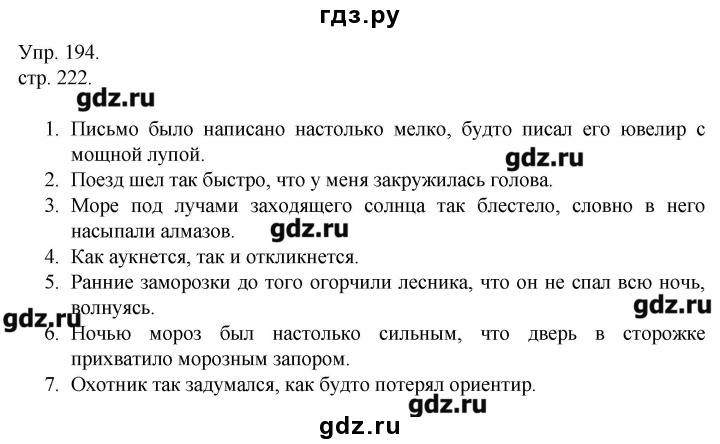 гдз.ру
Упр. 194.
стр. 222.
gdz.ru
1. Письмо было написано настолько мелко, будто писал его ювелир с
мощной лупой.
gdz.ru
2. Поезд шел так быстро, что у меня закружилась голова.
3. Море под лучами заходящего солнца так блестело, словно в него
насыпали алмазов.
gdz.ru
4. Как аукнется, так и откликнется.
5. Ранние заморозки до того огорчили лесника, что он не спал всю ночь,
волнуясь.
gdz.ru
gdz.ru
6. Ночью мороз был настолько сильным, что дверь в сторожке
прихватило морозным запором.
7. Охотник так задумался, как будто потерял ориентир.
gdz.ru
gdz.ru